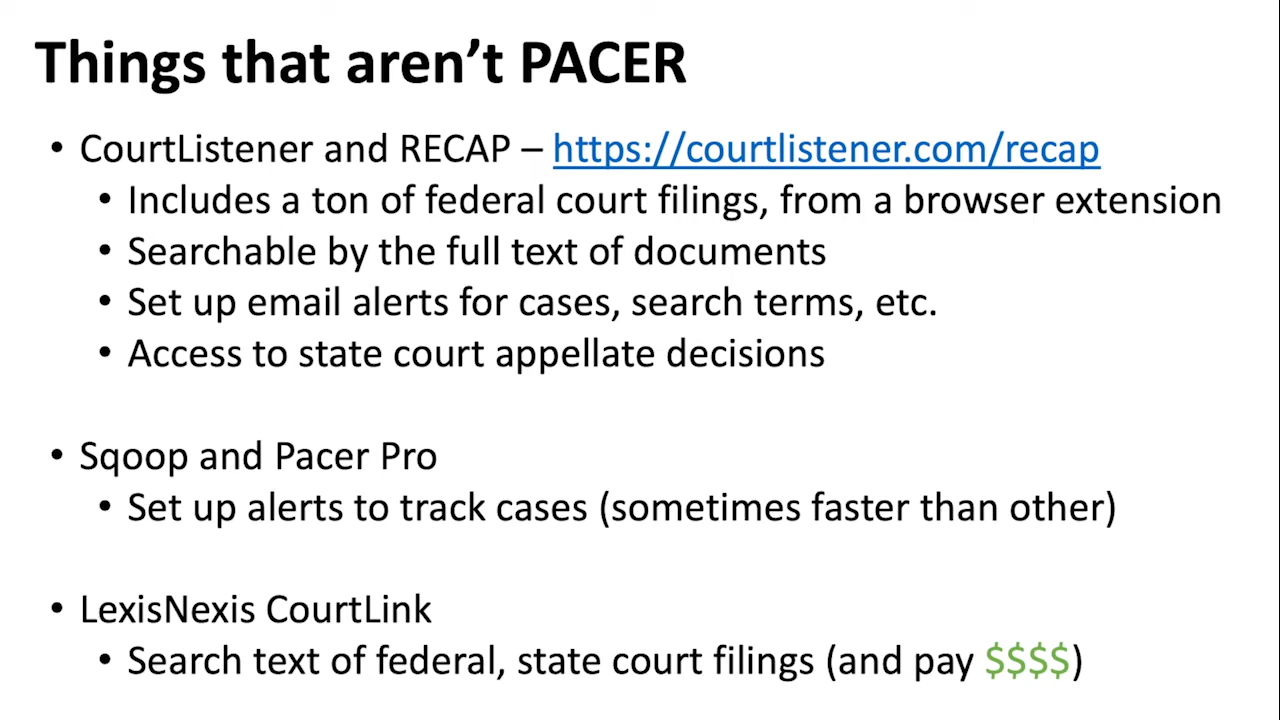 Things that aren’t PACER
• CourtListener and RECAP – https://courtlistener.com/recap
• Includes a ton of federal court filings, from a browser extension
• Searchable by the full text of documents
• Set up email alerts for cases, search terms, etc.
• Access to state court appellate decisions
• Sqoop and Pacer Pro
• Set up alerts to track cases (sometimes faster than other)
• LexisNexis CourtLink
• Search text of federal, state court filings (and pay $$$$)